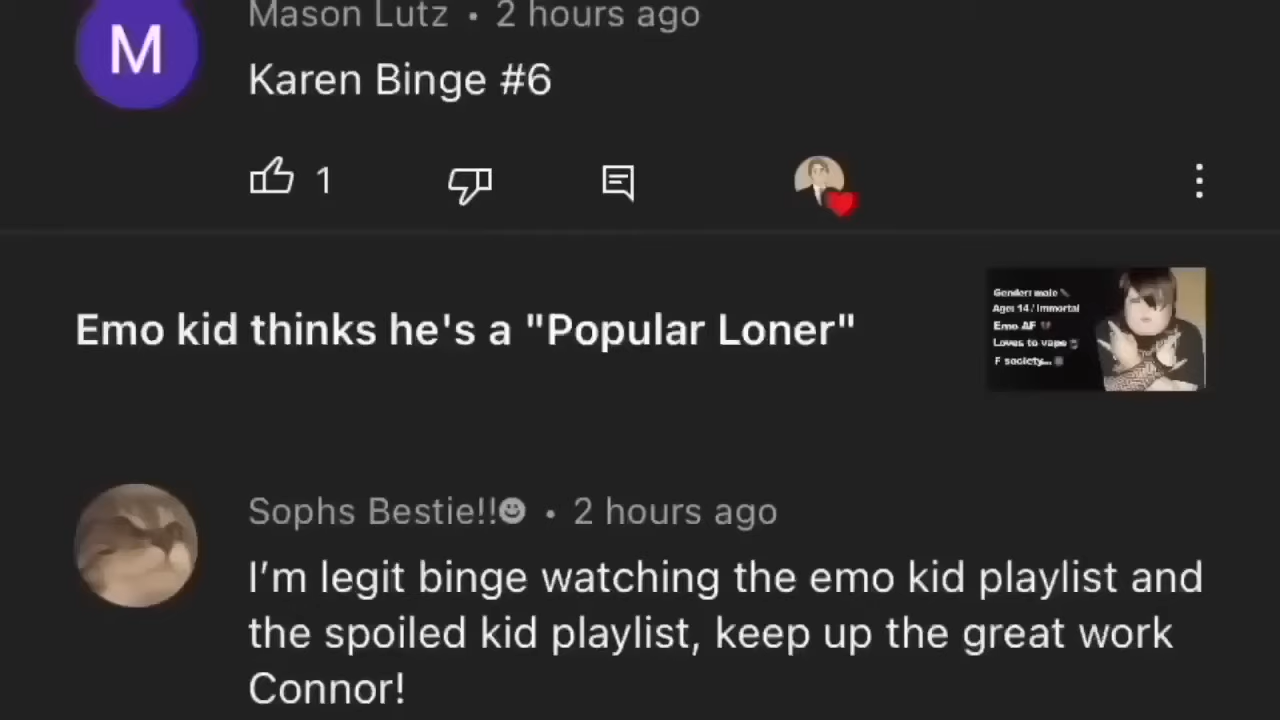 Mason Lutz • 2 hours ago
M
Karen Binge #6
1
Emo kid thinks he's a "Popular Loner"
Gender: male
Age: 14 / Immortal
Emo AF
Loves to vape
F society...
Sophs Bestie!!☻ • 2 hours ago
I’m legit binge watching the emo kid playlist and
the spoiled kid playlist, keep up the great work
Connor!